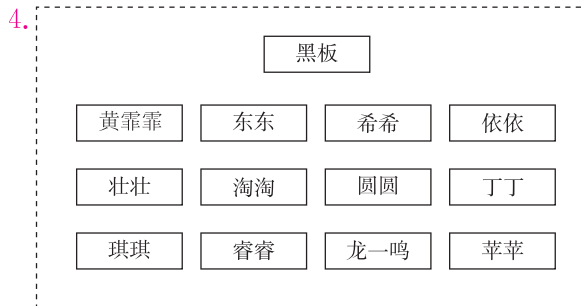 4.
黑板
黄霏霏 东东 希希 依依
壮壮 淘淘 圆圆 丁丁
琪琪 睿睿 龙一鸣 苹苹